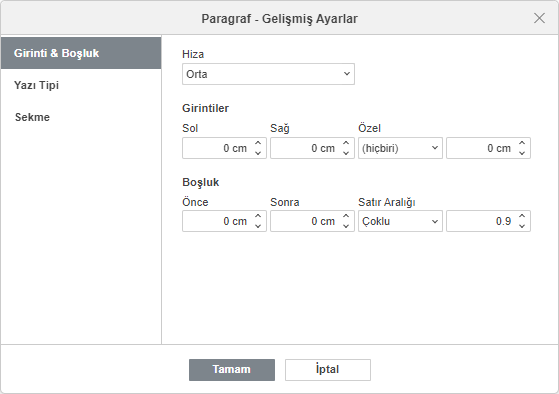 Paragraf - Gelişmiş Ayarlar
Girinti & Boşluk
Yazı Tipi
Sekme
Hiza
Orta
Girintiler
Sol Sağ Özel
0 cm 0 cm (hiçbiri) 0 cm
Boşluk
Önce Sonra Satır Aralığı
0 cm 0 cm Çoklu 0.9
Tamam İptal